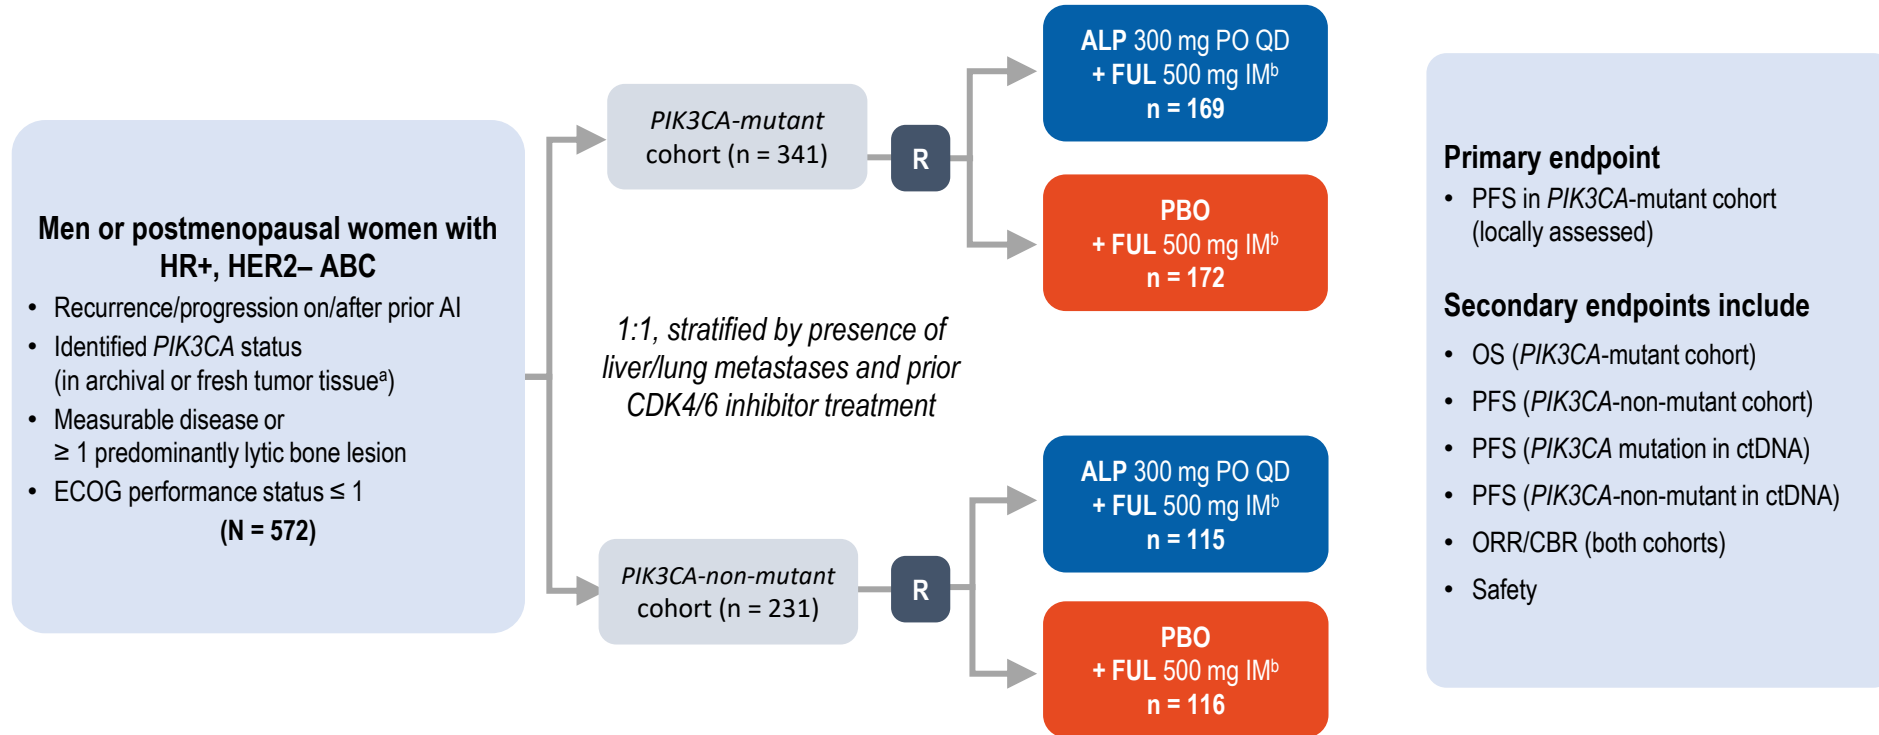 Men or postmenopausal women with
HR+, HER2– ABC
• Recurrence/progression on/after prior AI
• Identified PIK3CA status
(in archival or fresh tumor tissueᵃ)
• Measurable disease or
≥ 1 predominantly lytic bone lesion
• ECOG performance status ≤ 1
(N = 572)
PIK3CA-mutant
cohort (n = 341)
R
ALP 300 mg PO QD
+ FUL 500 mg IMᵇ
n = 169
PBO
+ FUL 500 mg IMᵇ
n = 172
1:1, stratified by presence of
liver/lung metastases and prior
CDK4/6 inhibitor treatment
PIK3CA-non-mutant
cohort (n = 231)
R
ALP 300 mg PO QD
+ FUL 500 mg IMᵇ
n = 115
PBO
+ FUL 500 mg IMᵇ
n = 116
Primary endpoint
• PFS in PIK3CA-mutant cohort
(locally assessed)
Secondary endpoints include
• OS (PIK3CA-mutant cohort)
• PFS (PIK3CA-non-mutant cohort)
• PFS (PIK3CA mutation in ctDNA)
• PFS (PIK3CA-non-mutant in ctDNA)
• ORR/CBR (both cohorts)
• Safety